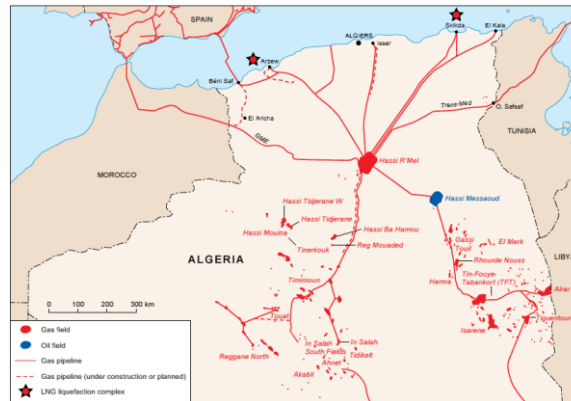 SPAIN
ALGIERS
Isser
Skikda
El Kala
Arzew
Béni Saf
El Aricha
GME
Trans-Med
O. Safsaf
TUNISIA
Hassi R'Mel
MOROCCO
Hassi Messaoud
Hassi Tidjerane W
Hassi Tidjerane
Hassi Ba Hamou
Hassi Mouina
Tinerkouk
Reg Mouaded
Gassi
Touil
El Merk
Rhourde Nouss
LIBY
ALGERIA
Hamra
Tin-Fouye-
Tabankort (TFT)
Alrar
Timimoun
Tiguentour
0 100 200 300
km
Touat
Isarene
In Salah
South Fields
In Salah
Tidikelt
Reggane North
Ahnet
Akabli
Gas field
Oil field
Gas pipeline
Gas pipeline (under construction or planned)
LNG liquefaction complex